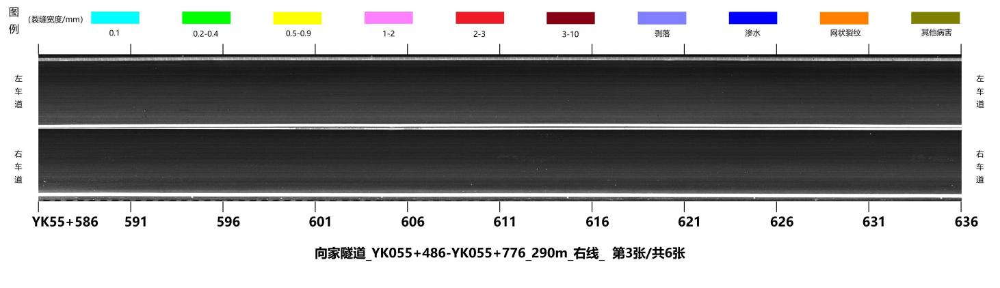 图例 (裂缝宽度/mm) 0.1 0.2-0.4 0.5-0.9 1-2 2-3 3-10 剥落 渗水 网状裂纹 其他病害
左车道 左车道
右车道 右车道
YK55+586 591 596 601 606 611 616 621 626 631 636
向家隧道_YK055+486-YK055+776_290m_右线_ 第3张/共6张